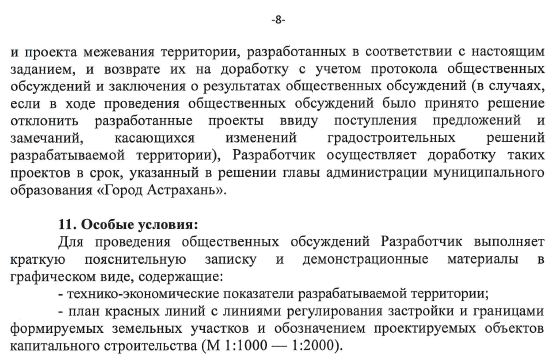 -8-
и проекта межевания территории, разработанных в соответствии с настоящим
заданием, и возврате их на доработку с учетом протокола общественных
обсуждений и заключения о результатах общественных обсуждений (в случаях,
если в ходе проведения общественных обсуждений было принято решение
отклонить разработанные проекты ввиду поступления предложений и
замечаний, касающихся изменений градостроительных решений
разрабатываемой территории), Разработчик осуществляет доработку таких
проектов в срок, указанный в решении главы администрации муниципального
образования «Город Астрахань».
11. Особые условия:
Для проведения общественных обсуждений Разработчик выполняет
краткую пояснительную записку и демонстрационные материалы в
графическом виде, содержащие:
- технико-экономические показатели разрабатываемой территории;
- план красных линий с линиями регулирования застройки и границами
формируемых земельных участков и обозначением проектируемых объектов
капитального строительства (М 1:1000 — 1:2000).